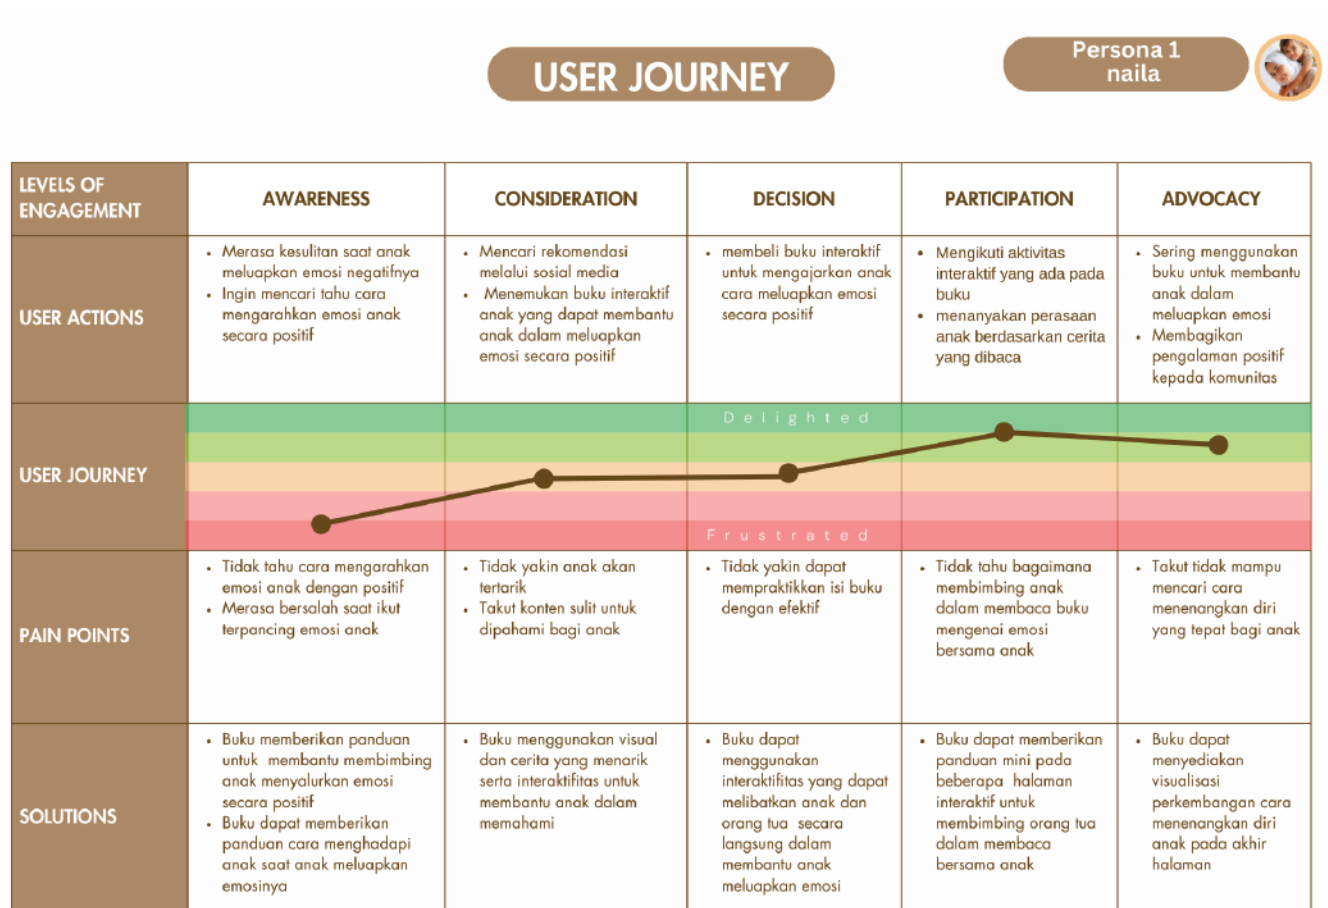 USER JOURNEY
Persona 1
naila
LEVELS OF
ENGAGEMENT
AWARENESS
CONSIDERATION
DECISION
PARTICIPATION
ADVOCACY
USER ACTIONS
• Merasa kesulitan saat anak
meluapkan emosi negatifnya
• Ingin mencari tahu cara
mengarahkan emosi anak
secara positif
• Mencari rekomendasi
melalui sosial media
• Menemukan buku interaktif
anak yang dapat membantu
anak dalam meluapkan
emosi secara positif
• membeli buku interaktif
untuk mengajarkan anak
cara meluapkan emosi
secara positif
• Mengikuti aktivitas
interaktif yang ada pada
buku
• menanyakan perasaan
anak berdasarkan cerita
yang dibaca
• Sering menggunakan
buku untuk membantu
anak dalam
meluapkan emosi
• Membagikan
pengalaman positif
kepada komunitas
USER JOURNEY
Delighted
Frustrated
PAIN POINTS
• Tidak tahu cara mengarahkan
emosi anak dengan positif
• Merasa bersalah saat ikut
terpancing emosi anak
• Tidak yakin anak akan
tertarik
• Takut konten sulit untuk
dipahami bagi anak
• Tidak yakin dapat
mempraktikkan isi buku
dengan efektif
• Tidak tahu bagaimana
membimbing anak
dalam membaca buku
mengenai emosi
bersama anak
• Takut tidak mampu
mencari cara
menenangkan diri
yang tepat bagi anak
SOLUTIONS
• Buku memberikan panduan
untuk membantu membimbing
anak menyalurkan emosi
secara positif
• Buku dapat memberikan
panduan cara menghadapi
anak saat anak meluapkan
emosinya
• Buku menggunakan visual
dan cerita yang menarik
serta interaktifitas untuk
membantu anak dalam
memahami
• Buku dapat
menggunakan
interaktifitas yang dapat
melibatkan anak dan
orang tua secara
langsung dalam
membantu anak
meluapkan emosi
• Buku dapat memberikan
panduan mini pada
beberapa halaman
interaktif untuk
membimbing orang tua
dalam membaca
bersama anak
• Buku dapat
menyediakan
visualisasi
perkembangan cara
menenangkan diri
anak pada akhir
halaman